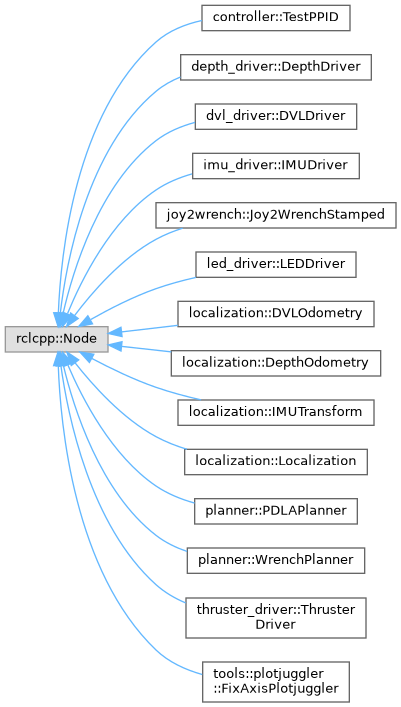 controller::TestPPID
depth_driver::DepthDriver
dvl_driver::DVLDriver
imu_driver::IMUDriver
joy2wrench::Joy2WrenchStamped
led_driver::LEDDriver
localization::DVLOdometry
rclcpp::Node
localization::DepthOdometry
localization::IMUTransform
localization::Localization
planner::PDLAPlanner
planner::WrenchPlanner
thruster_driver::Thruster
Driver
tools::plotjuggler
::FixAxisPlotjuggler